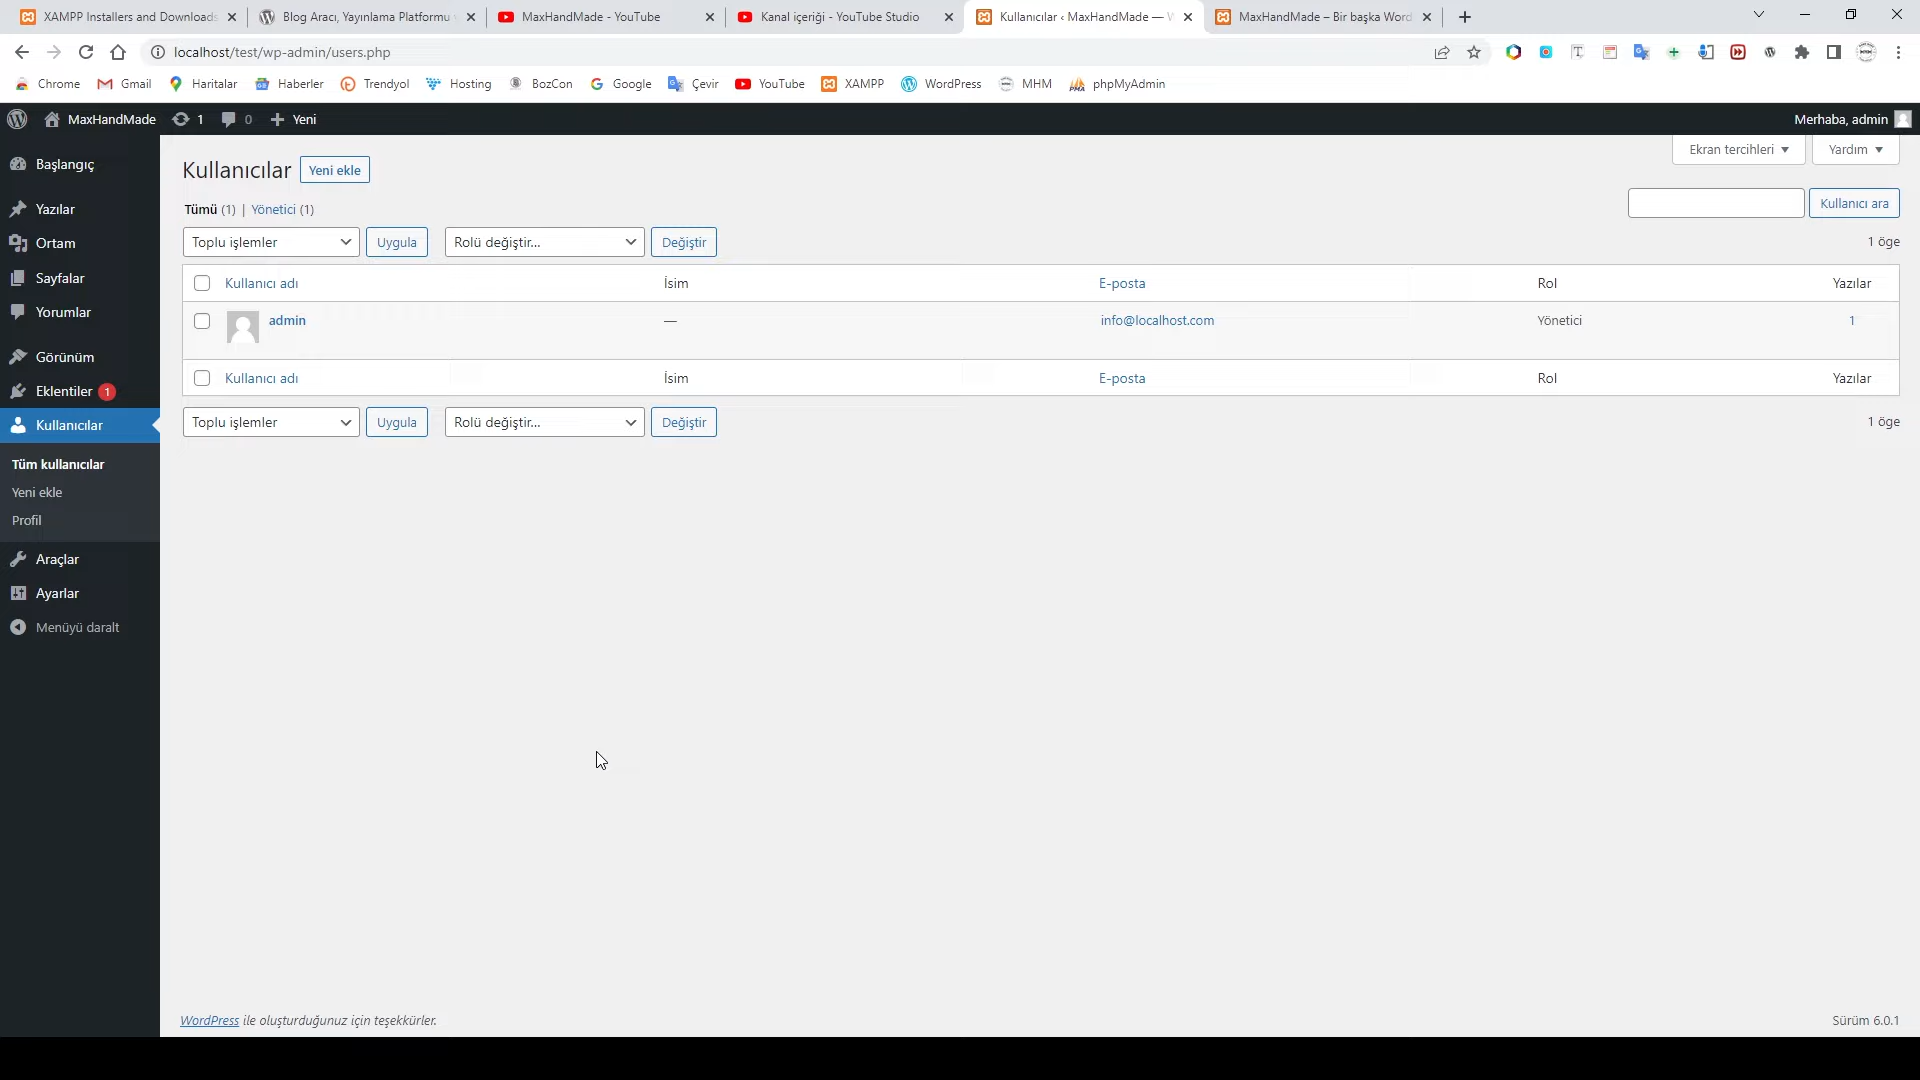 XAMPP Installers and Downloads
Blog Aracı, Yayınlama Platformu
MaxHandMade - YouTube
Kanal içeriği - YouTube Studio
Kullanıcılar ‹ MaxHandMade —
MaxHandMade – Bir başka Word
localhost/test/wp-admin/users.php
Chrome Gmail Haritalar Haberler Trendyol Hosting BozCon Google Çevir YouTube XAMPP WordPress MHM phpMyAdmin
MaxHandMade 1 0 + Yeni Merhaba, admin
Başlangıç
Yazılar
Ortam
Sayfalar
Yorumlar
Görünüm
Eklentiler 1
Kullanıcılar
Tüm kullanıcılar
Yeni ekle
Profil
Araçlar
Ayarlar
Menüyü daralt
Ekran tercihleri Yardım
Kullanıcılar Yeni ekle
Tümü (1) | Yönetici (1)
Kullanıcı ara
Toplu işlemler Uygula Rolü değiştir... Değiştir 1 öge
Kullanıcı adı İsim E-posta Rol Yazılar
admin — info@localhost.com Yönetici 1
Kullanıcı adı İsim E-posta Rol Yazılar
Toplu işlemler Uygula Rolü değiştir... Değiştir 1 öge
WordPress ile oluşturduğunuz için teşekkürler. Sürüm 6.0.1